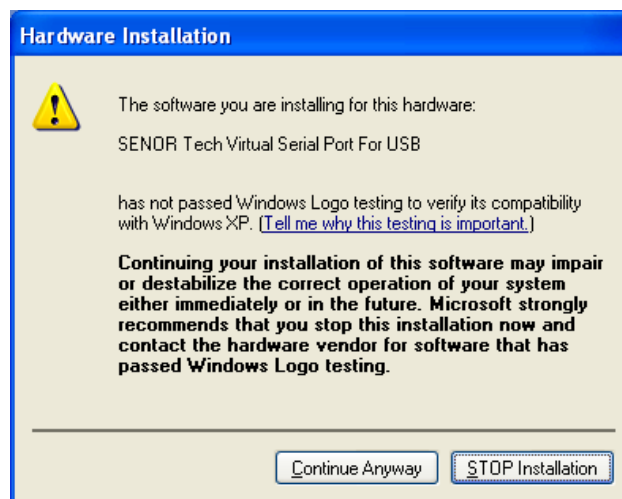 Hardware Installation
The software you are installing for this hardware:
SENOR Tech Virtual Serial Port For USB
has not passed Windows Logo testing to verify its compatibility
with Windows XP. (Tell me why this testing is important.)
Continuing your installation of this software may impair
or destabilize the correct operation of your system
either immediately or in the future. Microsoft strongly
recommends that you stop this installation now and
contact the hardware vendor for software that has
passed Windows Logo testing.
Continue Anyway
STOP Installation